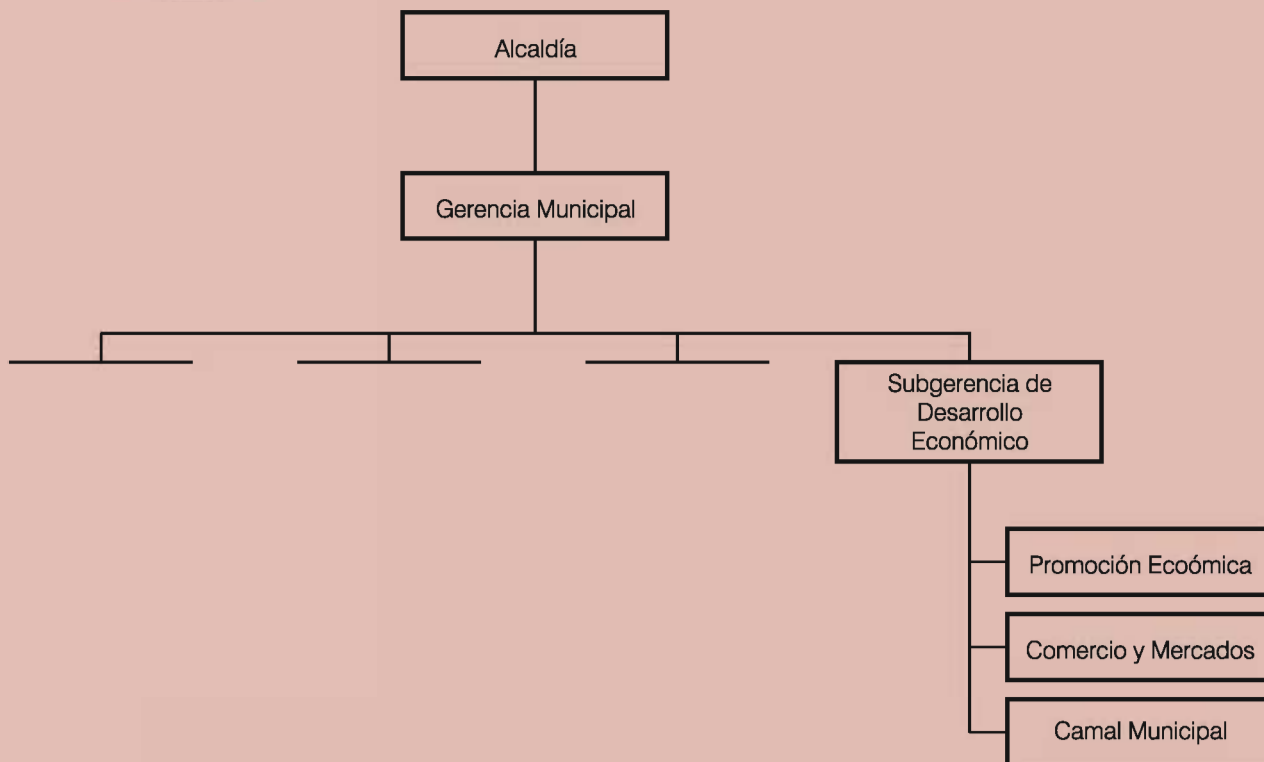 Alcaldía
Gerencia Municipal
Subgerencia de
Desarrollo
Económico
Promoción Ecoómica
Comercio y Mercados
Camal Municipal